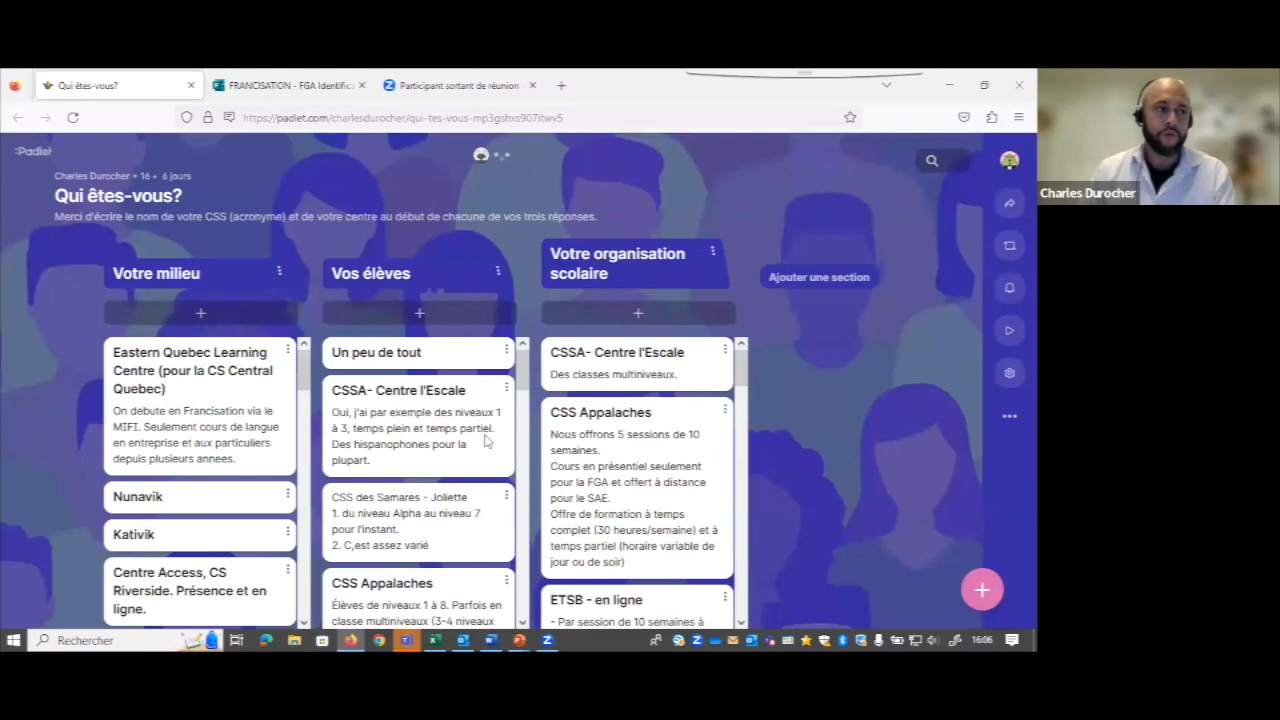 Qui êtes-vous?
FRANCISATION - FGA Identifica
Participant sortant de réunion
https://padlet.com/charlesdurocher/qui-tes-vous-mp3gshxs907itwv5
:Padlet
Charles Durocher + 16 • 6 jours
Qui êtes-vous?
Merci d'écrire le nom de votre CSS (acronyme) et de votre centre au début de chacune de vos trois réponses.
Votre milieu
Eastern Quebec Learning
Centre (pour la CS Central
Quebec)
On debute en Francisation via le
MIFI. Seulement cours de langue
en entreprise et aux particuliers
depuis plusieurs annees.
Nunavik
Kativik
Centre Access, CS
Riverside. Présence et en
ligne.
Vos élèves
Un peu de tout
CSSA- Centre l'Escale
Oui, j'ai par exemple des niveaux 1
à 3, temps plein et temps partiel.
Des hispanophones pour la
plupart.
CSS des Samares - Joliette
1. du niveau Alpha au niveau 7
pour l'instant.
2. C,est assez varié
CSS Appalaches
Élèves de niveaux 1 à 8. Parfois en
classe multiniveaux (3-4 niveaux
Votre organisation
scolaire
CSSA- Centre l'Escale
Des classes multiniveaux.
CSS Appalaches
Nous offrons 5 sessions de 10
semaines.
Cours en présentiel seulement
pour la FGA et offert à distance
pour le SAE.
Offre de formation à temps
complet (30 heures/semaine) et à
temps partiel (horaire variable de
jour ou de soir)
ETSB - en ligne
- Par session de 10 semaines à
Ajouter une section
Charles Durocher
Rechercher
16:06